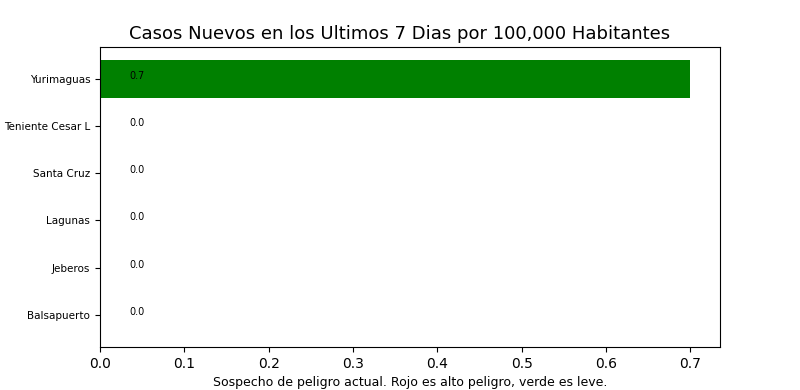 Casos Nuevos en los Ultimos 7 Dias por 100,000 Habitantes
Yurimaguas
0.7
Teniente Cesar L
0.0
Santa Cruz
0.0
Lagunas
0.0
Jeberos
0.0
Balsapuerto
0.0
0.0 0.1 0.2 0.3 0.4 0.5 0.6 0.7
Sospecho de peligro actual. Rojo es alto peligro, verde es leve.